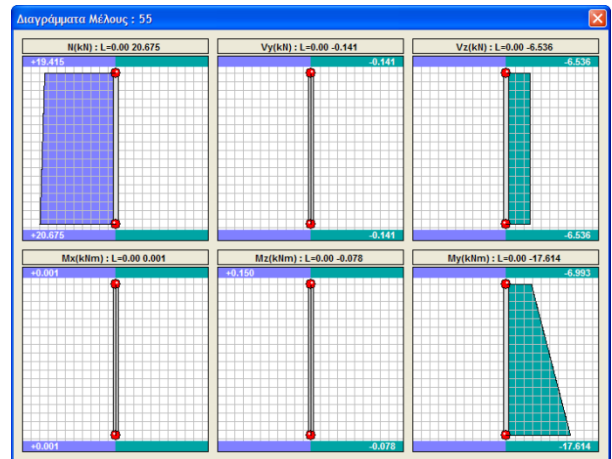 Διαγράμματα Μέλους : 55
N(kN) : L=0.00 20.675
Vy(kN) : L=0.00 -0.141
Vz(kN) : L=0.00 -6.536
+19.415
-0.141
-6.536
+20.675
-0.141
-6.536
Mx(kNm) : L=0.00 0.001
Mz(kNm) : L=0.00 -0.078
My(kNm) : L=0.00 -17.614
+0.001
+0.150
-6.993
+0.001
-0.078
-17.614